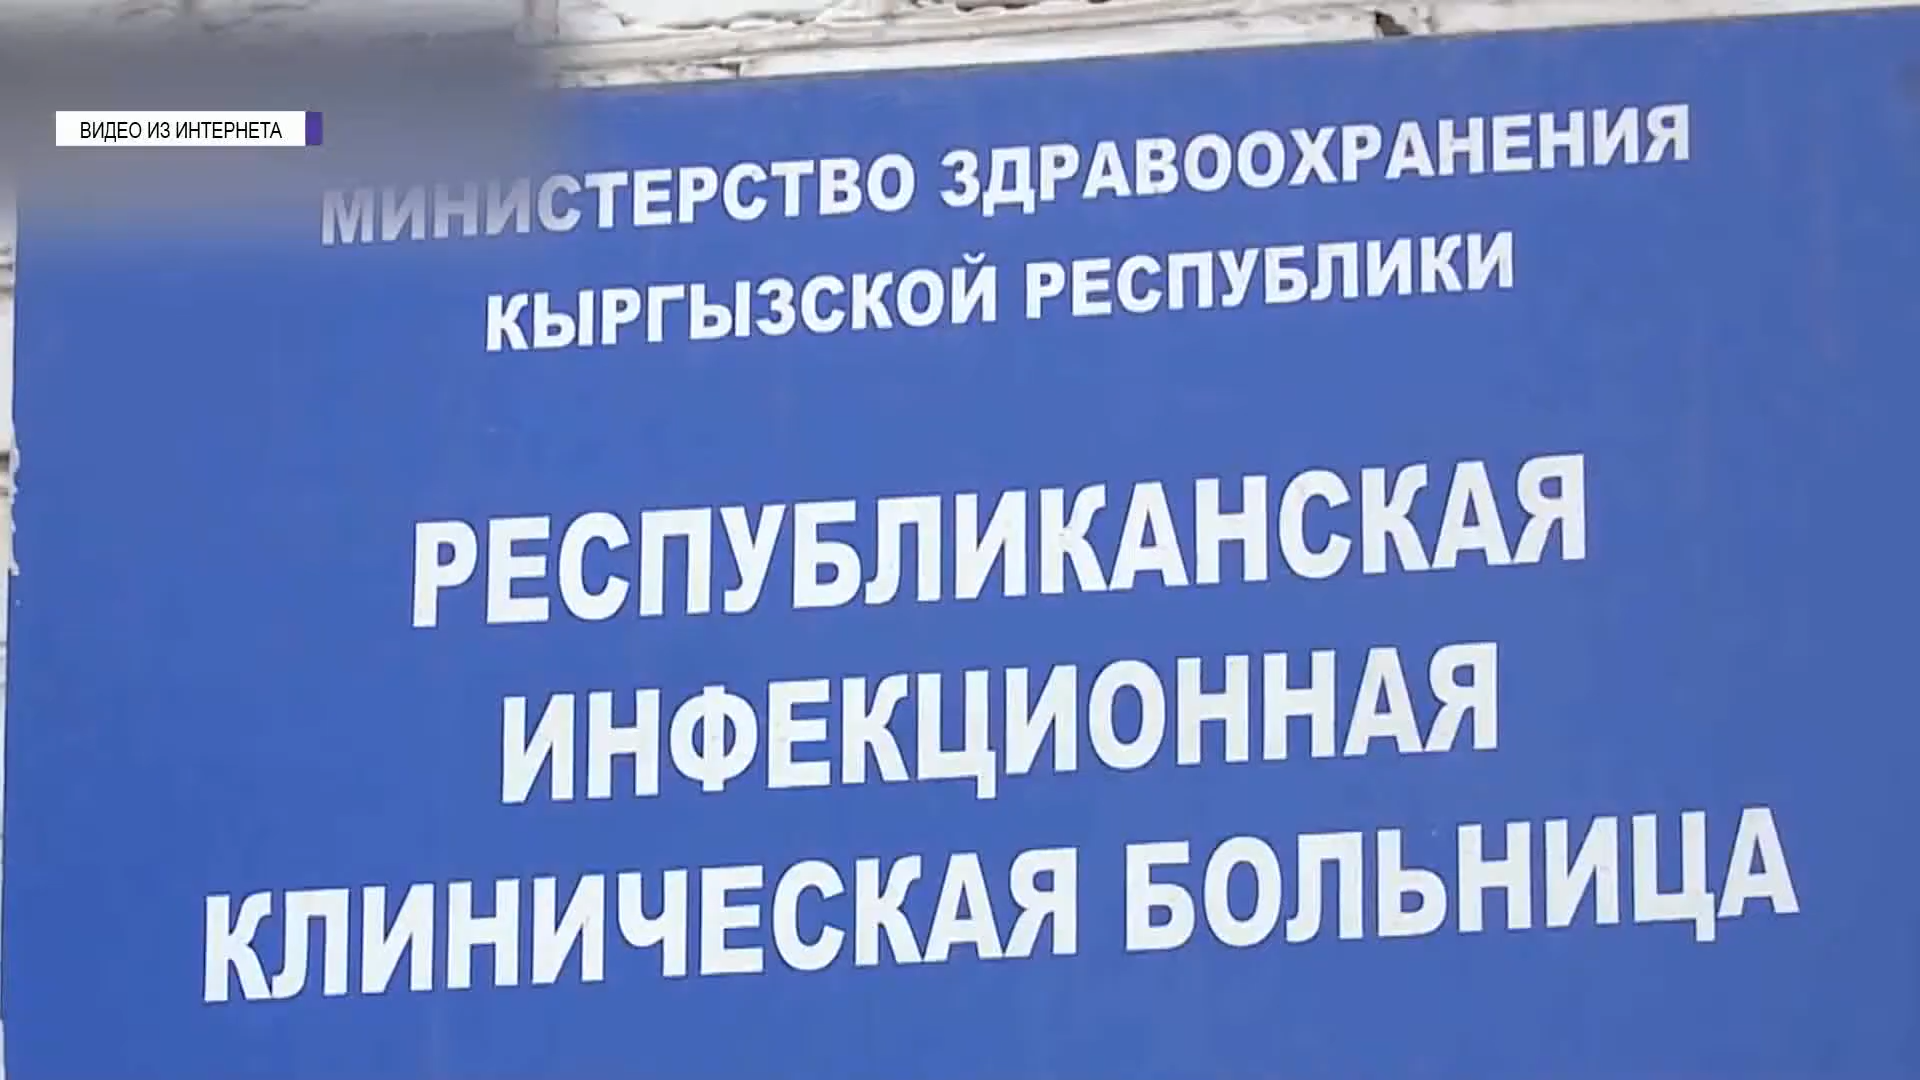 ВИДЕО ИЗ ИНТЕРНЕТА
МИНИСТЕРСТВО ЗДРАВООХРАНЕНИЯ
КЫРГЫЗСКОЙ РЕСПУБЛИКИ
РЕСПУБЛИКАНСКАЯ
ИНФЕКЦИОННАЯ
КЛИНИЧЕСКАЯ БОЛЬНИЦА